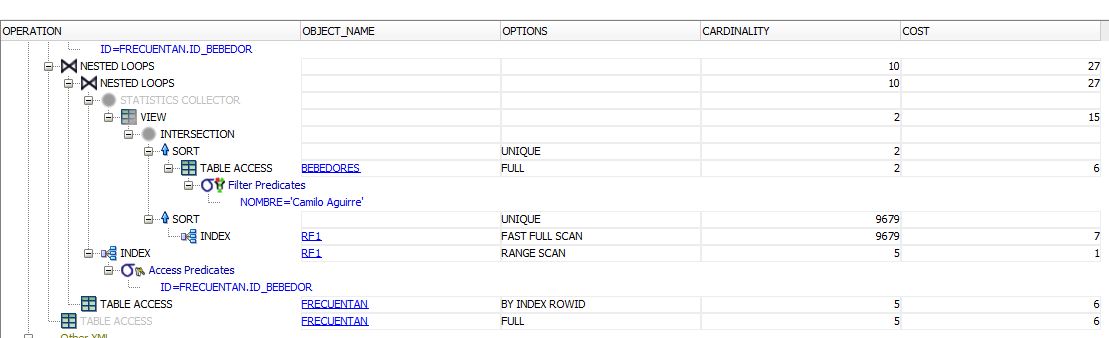 OPERATION OBJECT_NAME OPTIONS CARDINALITY COST
ID=FRECUENTAN.ID_BEBEDOR
NESTED LOOPS 10 27
NESTED LOOPS 10 27
STATISTICS COLLECTOR
VIEW 2 15
INTERSECTION
SORT UNIQUE 2
TABLE ACCESS BEBEDORES FULL 2 6
Filter Predicates
NOMBRE='Camilo Aguirre'
SORT UNIQUE 9679
INDEX RF1 FAST FULL SCAN 9679 7
INDEX RF1 RANGE SCAN 5 1
Access Predicates
ID=FRECUENTAN.ID_BEBEDOR
TABLE ACCESS FRECUENTAN BY INDEX ROWID 5 6
TABLE ACCESS FRECUENTAN FULL 5 6
Other XML